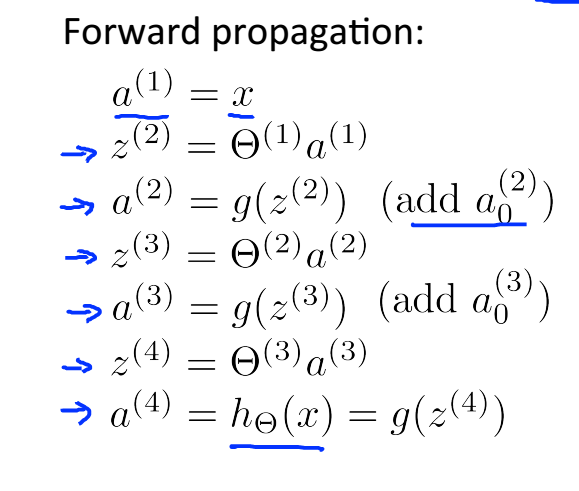 Forward propagation:
a^{(1)} = x
→ z^{(2)} = Θ^{(1)}a^{(1)}
→ a^{(2)} = g(z^{(2)}) (add a_0^{(2)})
→ z^{(3)} = Θ^{(2)}a^{(2)}
→ a^{(3)} = g(z^{(3)}) (add a_0^{(3)})
→ z^{(4)} = Θ^{(3)}a^{(3)}
→ a^{(4)} = h_Θ(x) = g(z^{(4)})